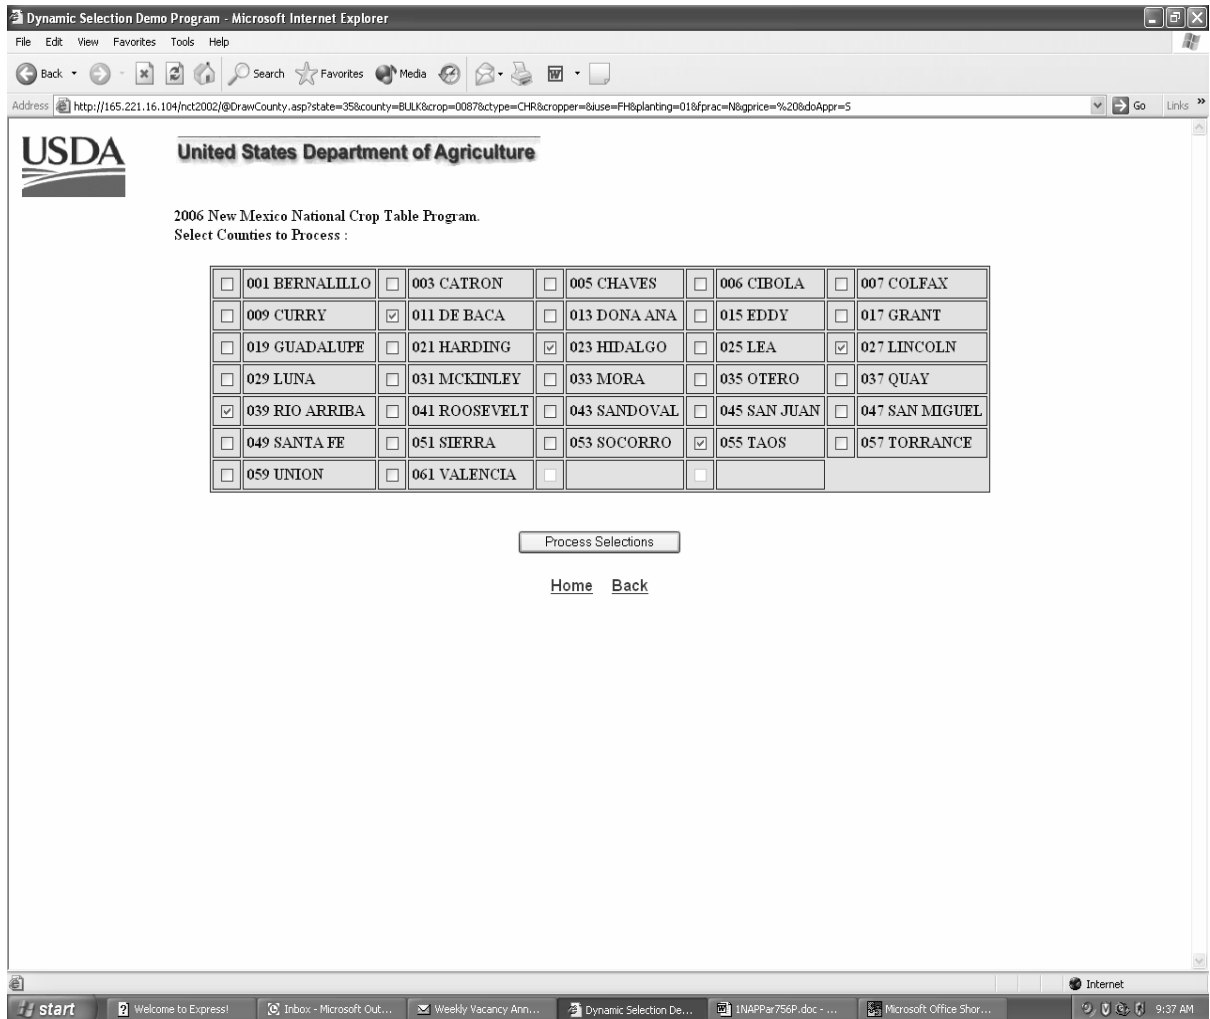 Dynamic Selection Demo Program - Microsoft Internet Explorer
File Edit View Favorites Tools Help
Back Search Favorites Media
Address http://165.221.16.104/nct2002/@DrawCounty.asp?state=35&county=BULK&crop=0087&ctype=CHR&cropper=&iuse=FH&planting=01&fprac=N&gprice=%20&doAppr=S Go Links »
USDA United States Department of Agriculture
2006 New Mexico National Crop Table Program.
Select Counties to Process :
001 BERNALILLO 003 CATRON 005 CHAVES 006 CIBOLA 007 COLFAX
009 CURRY 011 DE BACA 013 DONA ANA 015 EDDY 017 GRANT
019 GUADALUPE 021 HARDING 023 HIDALGO 025 LEA 027 LINCOLN
029 LUNA 031 MCKINLEY 033 MORA 035 OTERO 037 QUAY
039 RIO ARRIBA 041 ROOSEVELT 043 SANDOVAL 045 SAN JUAN 047 SAN MIGUEL
049 SANTA FE 051 SIERRA 053 SOCORRO 055 TAOS 057 TORRANCE
059 UNION 061 VALENCIA
Process Selections
Home Back
Internet
start Welcome to Express! Inbox - Microsoft Out... Weekly Vacancy Ann... Dynamic Selection De... 1NAPPar756P.doc - ... Microsoft Office Shor... 9:37 AM